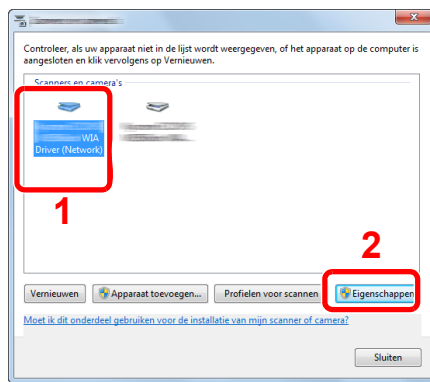 Controleer, als uw apparaat niet in de lijst wordt weergegeven, of het apparaat op de computer is
aangesloten en klik vervolgens op Vernieuwen.
Scanners en camera's
WIA
Driver (Network)
1
2
Vernieuwen
Apparaat toevoegen...
Profielen voor scannen
Eigenschappen
Moet ik dit onderdeel gebruiken voor de installatie van mijn scanner of camera?
Sluiten